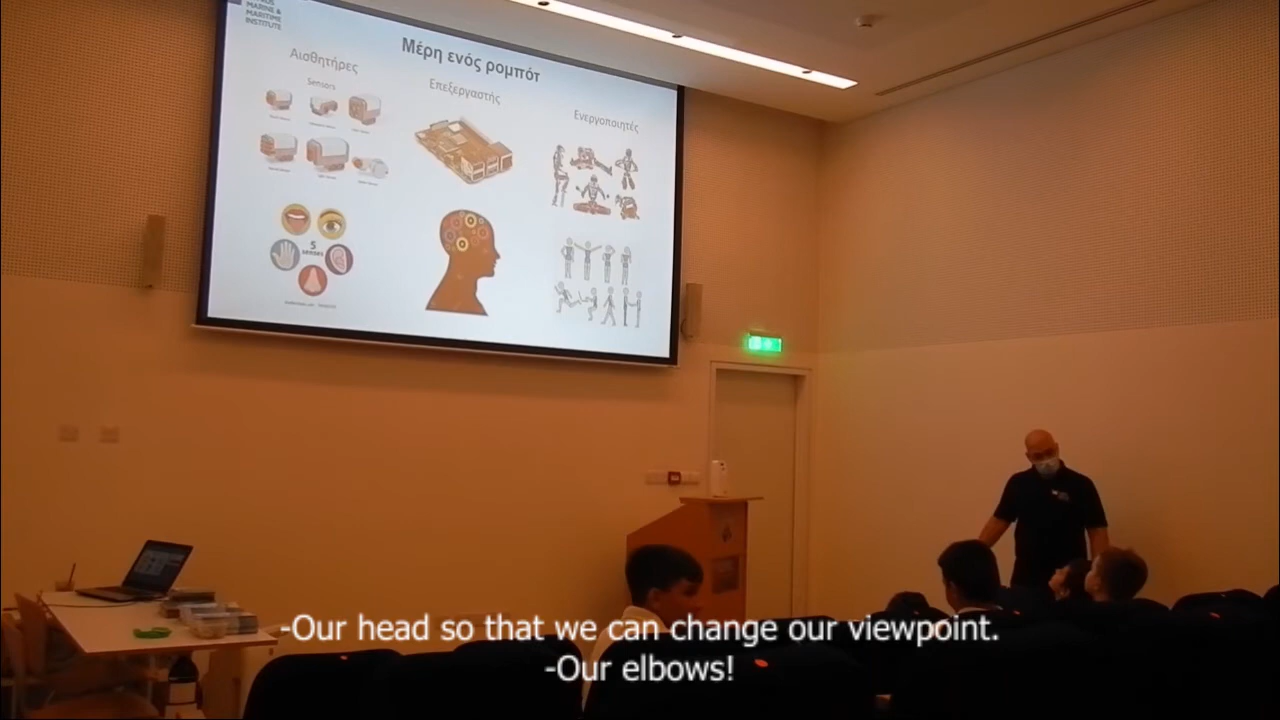 MARINE &
MARITIME
INSTITUTE
Μέρη ενός ρομπότ
Αισθητήρες
Sensors
Επεξεργαστής
Ενεργοποιητές
5
senses
-Our head so that we can change our viewpoint.
-Our elbows!